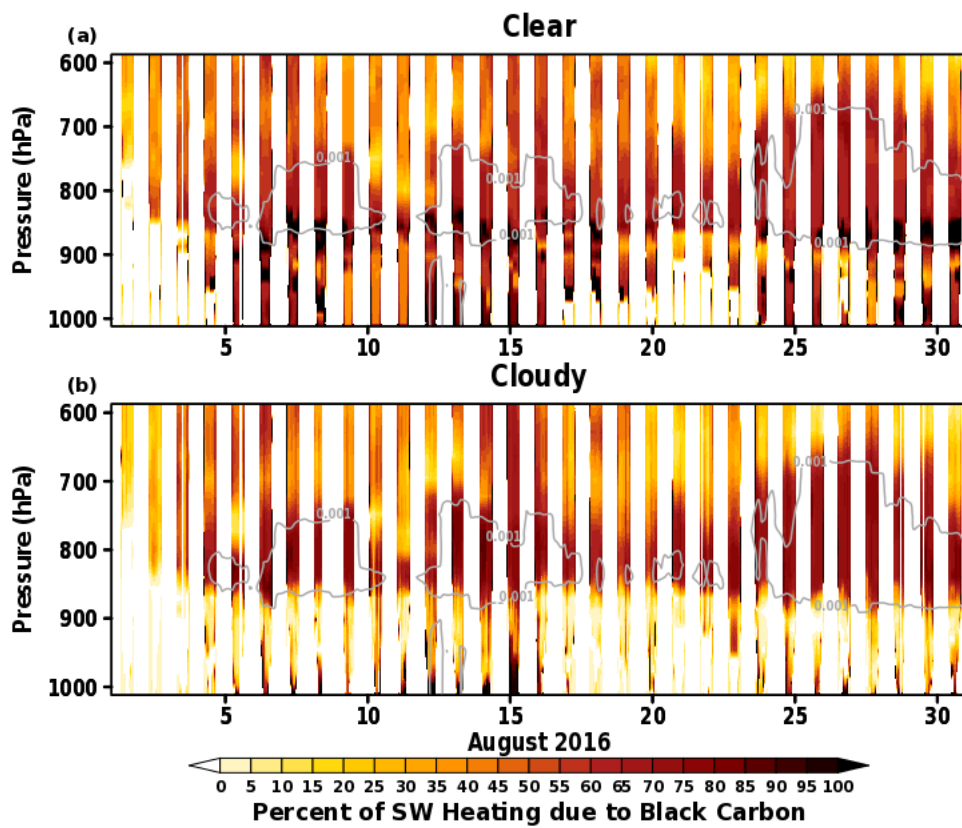 (a)
Clear
600
700
800
900
1000
Pressure (hPa)
0.001
0.001
0.001
0.001
0.001
5 10 15 20 25 30
(b)
Cloudy
600
700
800
900
1000
Pressure (hPa)
0.001
0.001
0.001
0.001
0.001
5 10 15 20 25 30
August 2016
0 5 10 15 20 25 35 40 45 50 55 60 65 70 75 80 85 90 95 100
Percent of SW Heating due to Black Carbon